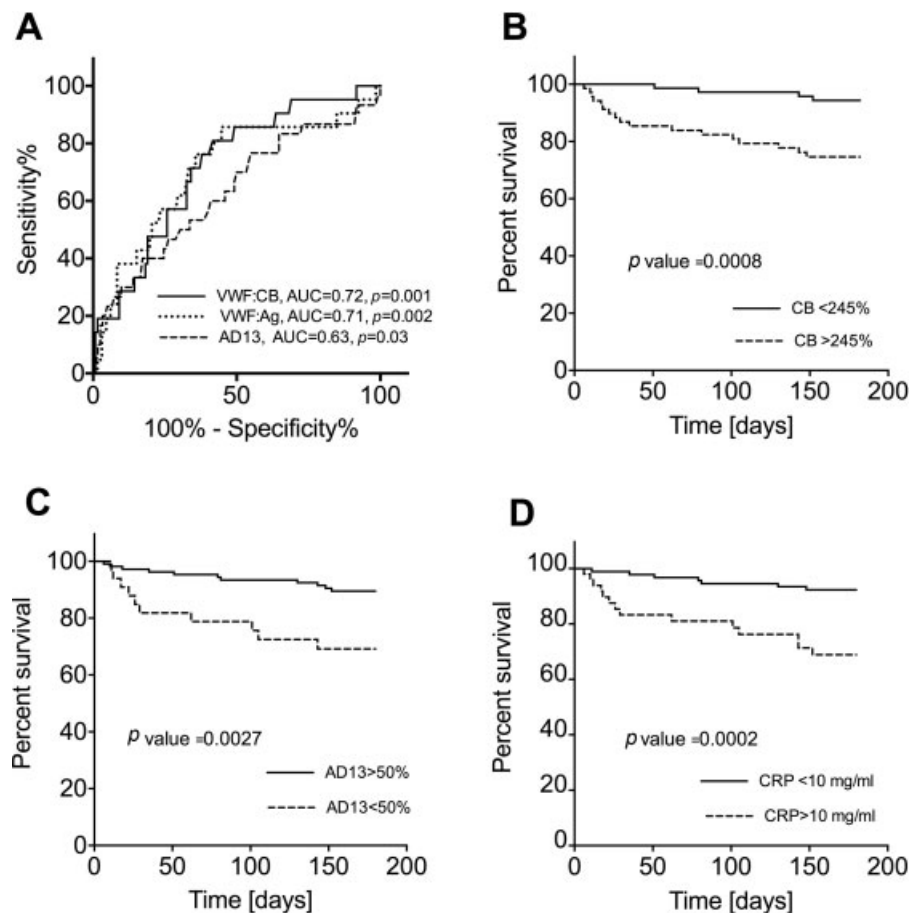 A
100
80
60
40
20
0
Sensitivity%
VWF:CB, AUC=0.72, p=0.001
VWF:Ag, AUC=0.71, p=0.002
AD13, AUC=0.63, p=0.03
0 50 100
100% - Specificity%
B
100
80
60
40
20
0
Percent survival
p value =0.0008
CB <245%
CB >245%
0 50 100 150 200
Time [days]
C
100
80
60
40
20
0
Percent survival
p value =0.0027
AD13>50%
AD13<50%
0 50 100 150 200
Time [days]
D
100
80
60
40
20
0
Percent survival
p value =0.0002
CRP <10 mg/ml
CRP>10 mg/ml
0 50 100 150 200
Time [days]